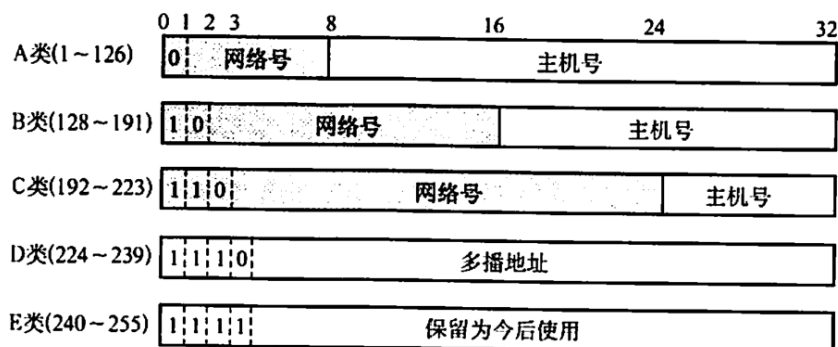 0 1 2 3 8 16 24 32
A类(1～126) 0 网络号 主机号
B类(128～191) 1 0 网络号 主机号
C类(192～223) 1 1 0 网络号 主机号
D类(224～239) 1 1 1 0 多播地址
E类(240～255) 1 1 1 1 保留为今后使用